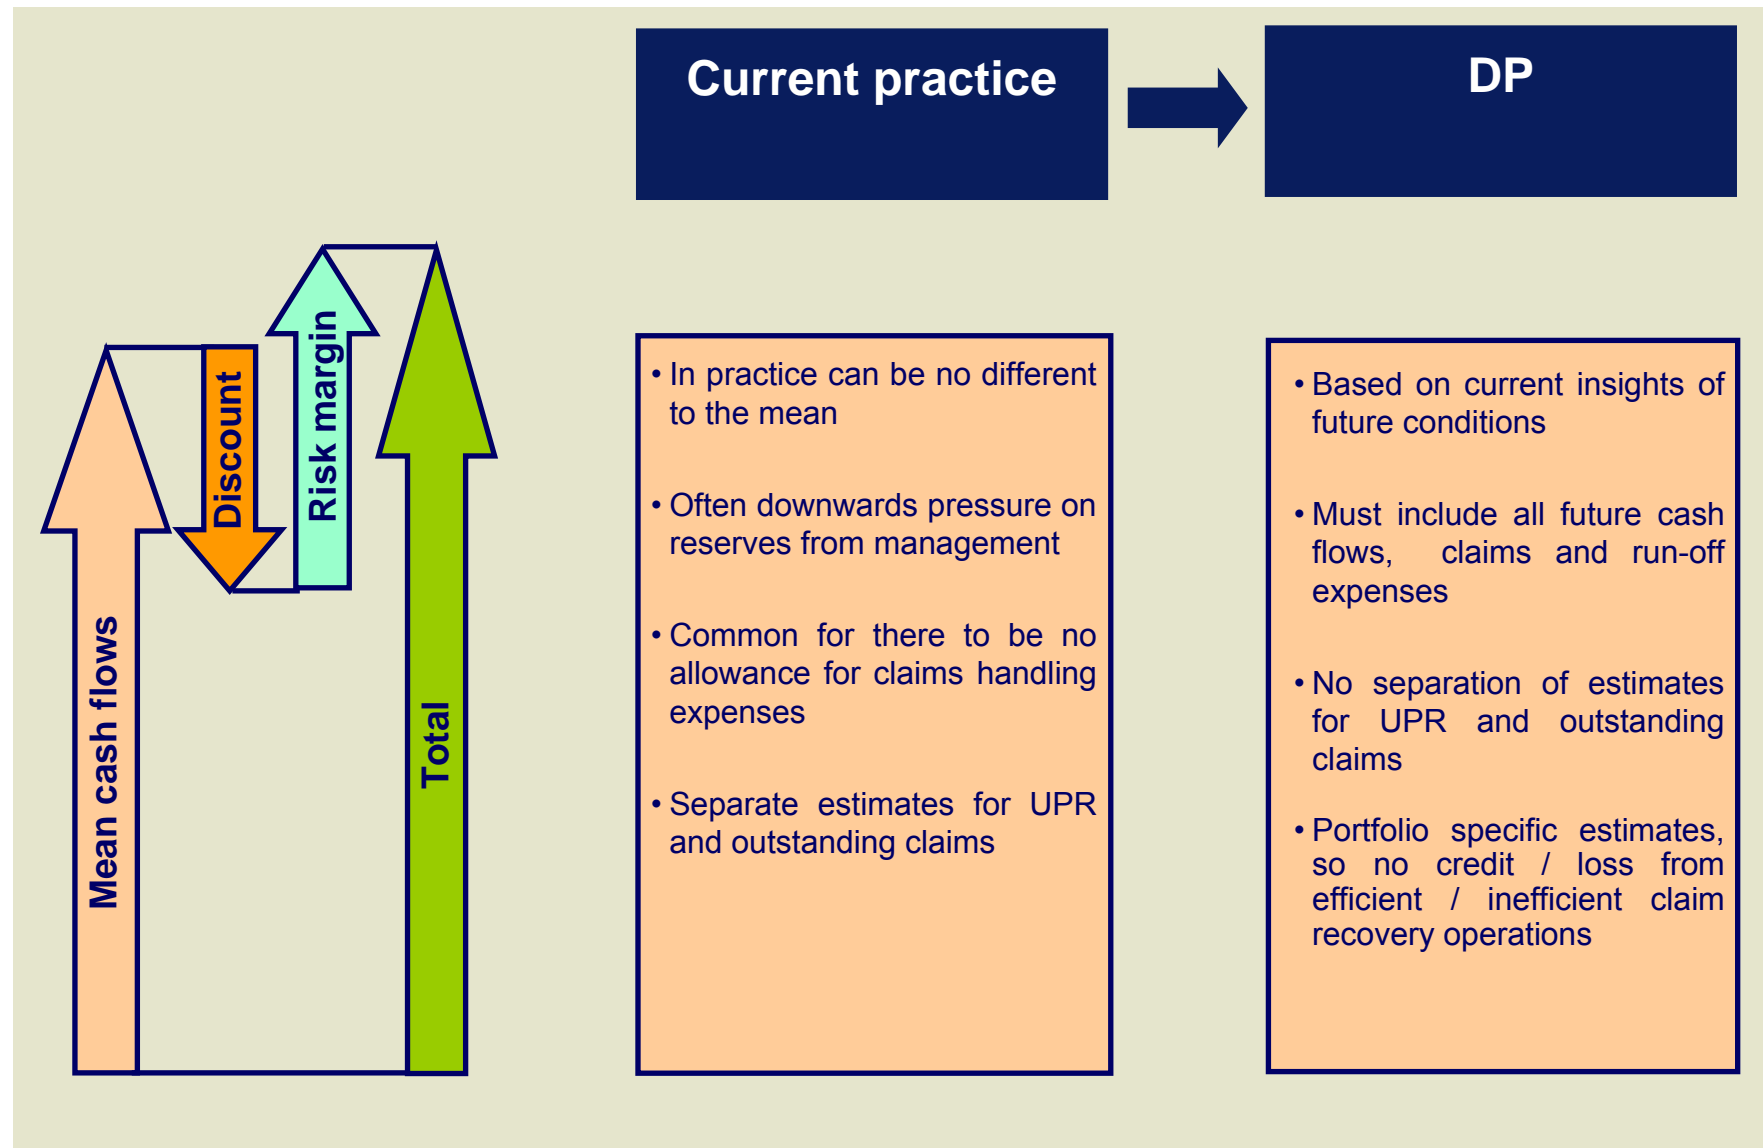 Current practice
DP
Mean cash flows
Discount
Risk margin
Total
• In practice can be no different
to the mean
• Often downwards pressure on
reserves from management
• Common for there to be no
allowance for claims handling
expenses
• Separate estimates for UPR
and outstanding claims
• Based on current insights of
future conditions
• Must include all future cash
flows, claims and run-off
expenses
• No separation of estimates
for UPR and outstanding
claims
• Portfolio specific estimates,
so no credit / loss from
efficient / inefficient claim
recovery operations